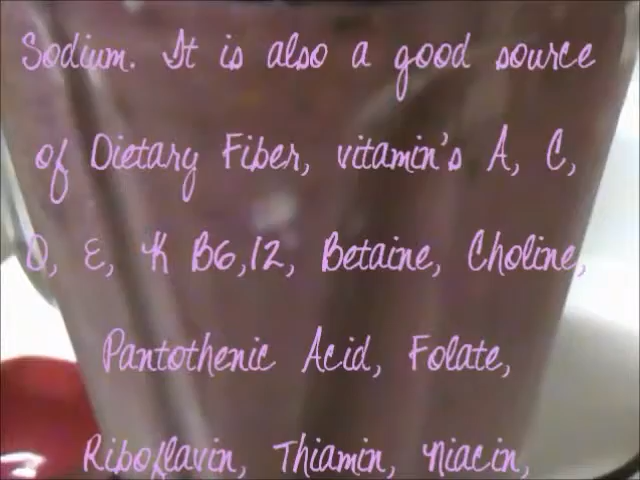 Sodium. It is also a good source
of Dietary Fiber, vitamin's A, C,
D, E, K B6,12, Betaine, Choline,
Pantothenic Acid, Folate,
Riboflavin, Thiamin, Niacin,